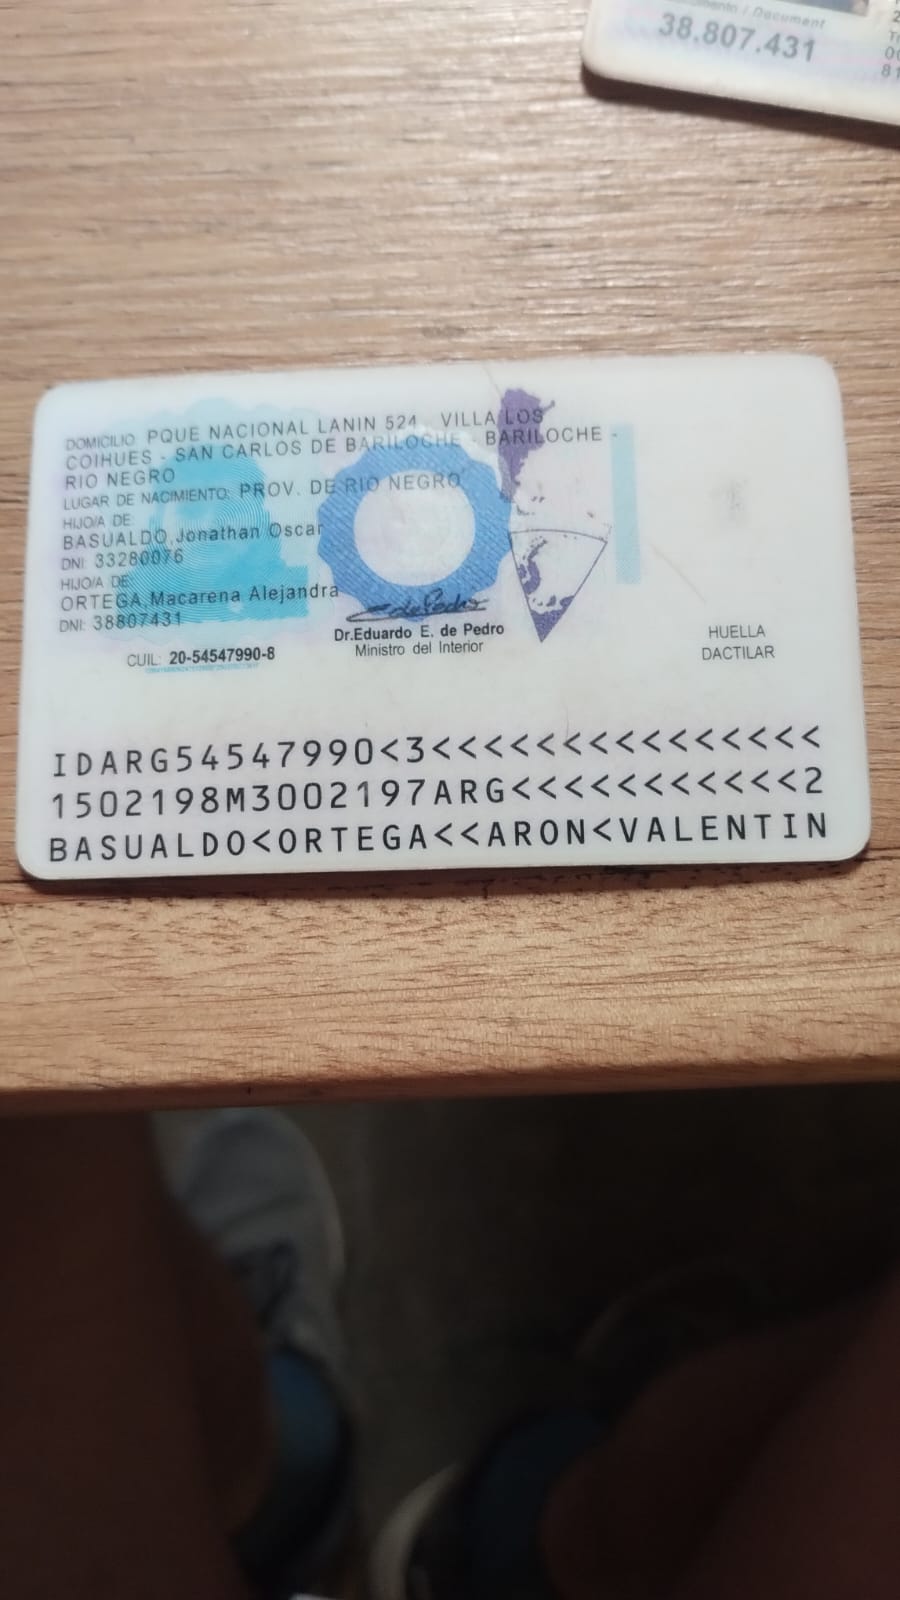 Document
38.807.431
DOMICILIO: PQUE NACIONAL LANIN 524 - VILLA LOS
COIHUES - SAN CARLOS DE BARILOCHE - BARILOCHE -
RIO NEGRO
LUGAR DE NACIMIENTO: PROV. DE RIO NEGRO
HIJO/A DE:
BASUALDO,Jonathan Oscar
DNI: 33280076
HIJO/A DE:
ORTEGA,Macarena Alejandra
DNI: 38807431
CUIL: 20-54547990-8
Dr.Eduardo E. de Pedro
Ministro del Interior
HUELLA
DACTILAR
IDARG54547990<3<<<<<<<<<<<<<<<
1502198M3002197ARG<<<<<<<<<<<2
BASUALDO<ORTEGA<<ARON<VALENTIN